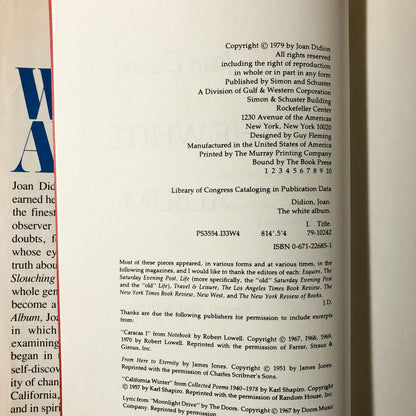 W
A
Joan Did
earned he
the finest
observer
doubts, f
whose ey
truth about
Slouching
whole gen
become a
Album, Joa
in which
examining
began in
self-discov
ity of chan
California,
and in spiri
Copyright © 1979 by Joan Didion
All rights reserved
including the right of reproduction
in whole or in part in any form
Published by Simon and Schuster
A Division of Gulf & Western Corporation
Simon & Schuster Building
Rockefeller Center
1230 Avenue of the Americas
New York, New York 10020
Designed by Guy Fleming
Manufactured in the United States of America
Printed by The Murray Printing Company
Bound by The Book Press
1 2 3 4 5 6 7 8 9 10
Library of Congress Cataloging in Publication Data
Didion, Joan.
The white album.
I. Title.
PS3554.I33W4 814'.5'4 79-10242
ISBN 0-671-22685-1
Most of these pieces appeared, in various forms and at various times, in the
following magazines, and I would like to thank the editors of each: Esquire, The
Saturday Evening Post, Life (more specifically, the "old" Saturday Evening Post
and the "old" Life), Travel & Leisure, The Los Angeles Times Book Review, The
New York Times Book Review, New West, and The New York Review of Books.
J.D.
Thanks are due the following publishers for permission to include excerpts
from:
"Caracas I" from Notebook by Robert Lowell. Copyright © 1967, 1968, 1969,
1970 by Robert Lowell. Reprinted with permission of Farrar, Straus &
Giroux, Inc.
From Here to Eternity by James Jones. Copyright © 1951 by James Jones.
Reprinted with permission of Charles Scribner's Sons.
"California Winter" from Collected Poems 1940–1978 by Karl Shapiro. Copyright
© 1957 by Karl Shapiro. Reprinted with permission of Random House, Inc.
Lyric from "Moonlight Drive" by The Doors. Copyright © 1967 by Doors Music